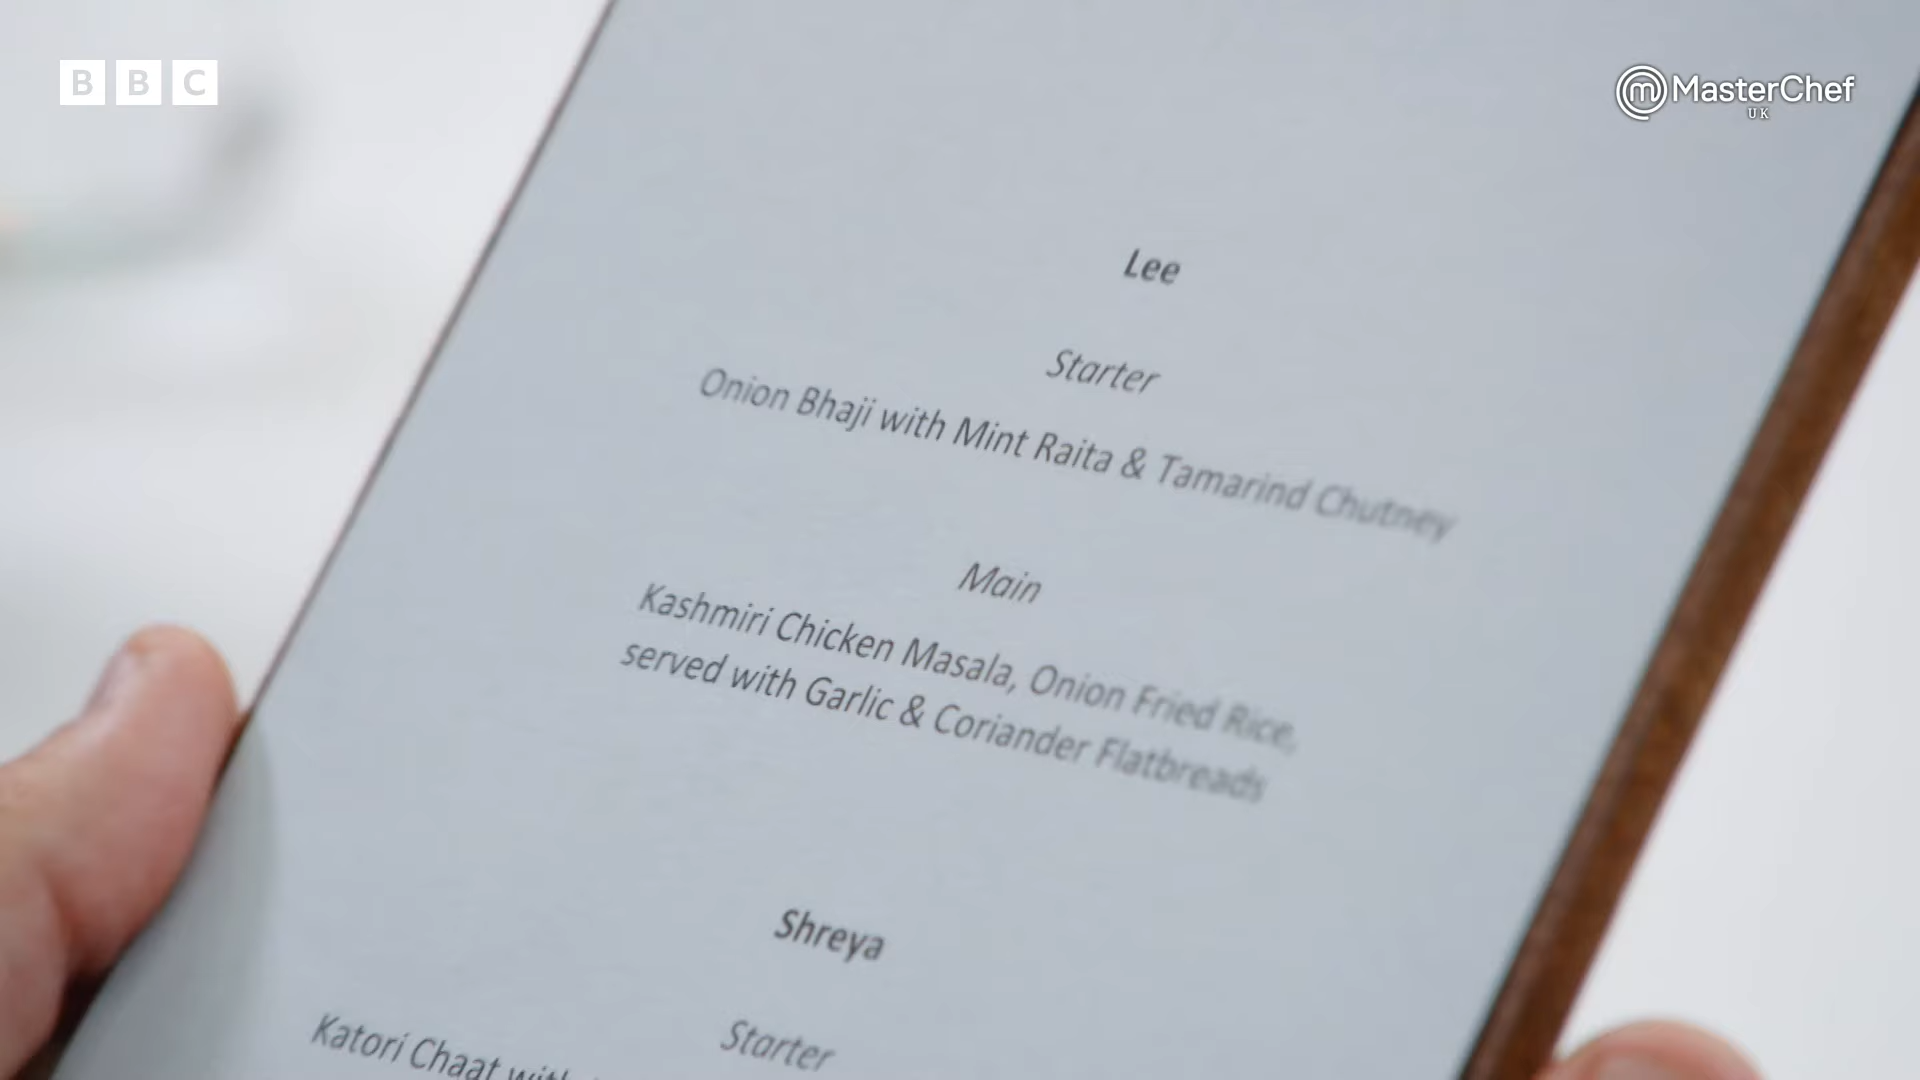 BBC
MasterChef
UK
Lee
Starter
Onion Bhaji with Mint Raita & Tamarind Chutney
Main
Kashmiri Chicken Masala, Onion Fried Rice,
served with Garlic & Coriander Flatbreads
Shreya
Starter
Katori Chaat with